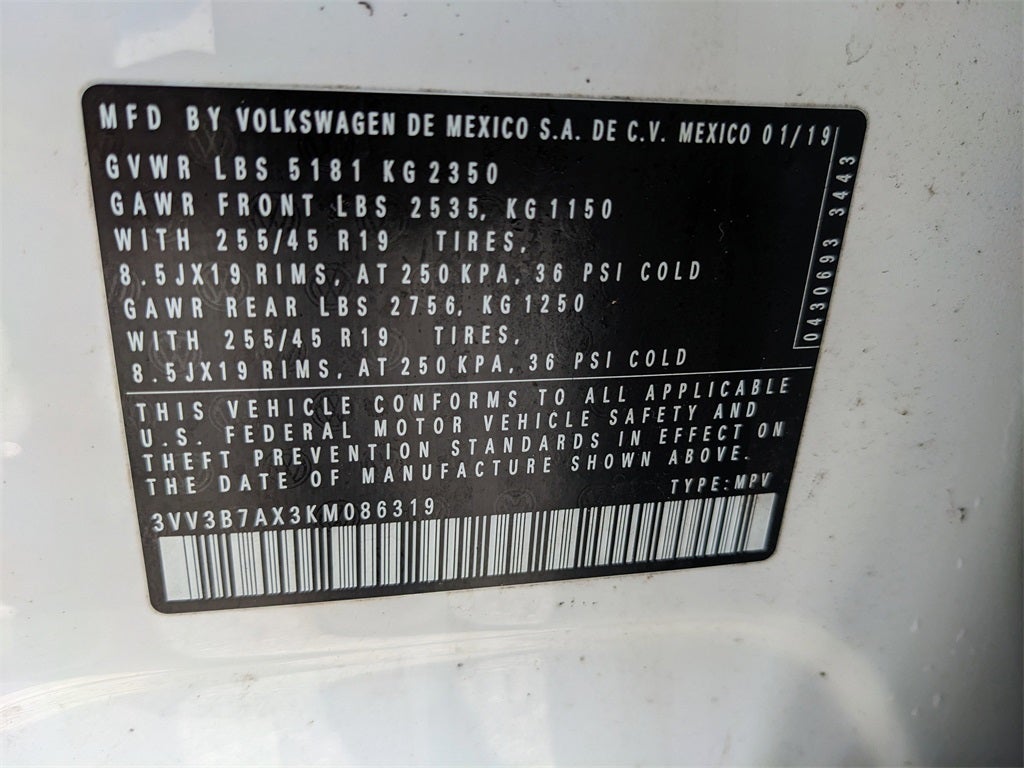 MFD BY VOLKSWAGEN DE MEXICO S.A. DE C.V. MEXICO 01/19
GVWR LBS 5181 KG 2350
GAWR FRONT LBS 2535, KG 1150
WITH 255/45 R19 TIRES,
8.5JX19 RIMS, AT 250 KPA, 36 PSI COLD
GAWR REAR LBS 2756, KG 1250
WITH 255/45 R19 TIRES,
8.5JX19 RIMS, AT 250 KPA, 36 PSI COLD
0430693 3443
THIS VEHICLE CONFORMS TO ALL APPLICABLE
U.S. FEDERAL MOTOR VEHICLE SAFETY AND
THEFT PREVENTION STANDARDS IN EFFECT ON
THE DATE OF MANUFACTURE SHOWN ABOVE.
TYPE: MPV
3VV3B7AX3KM086319